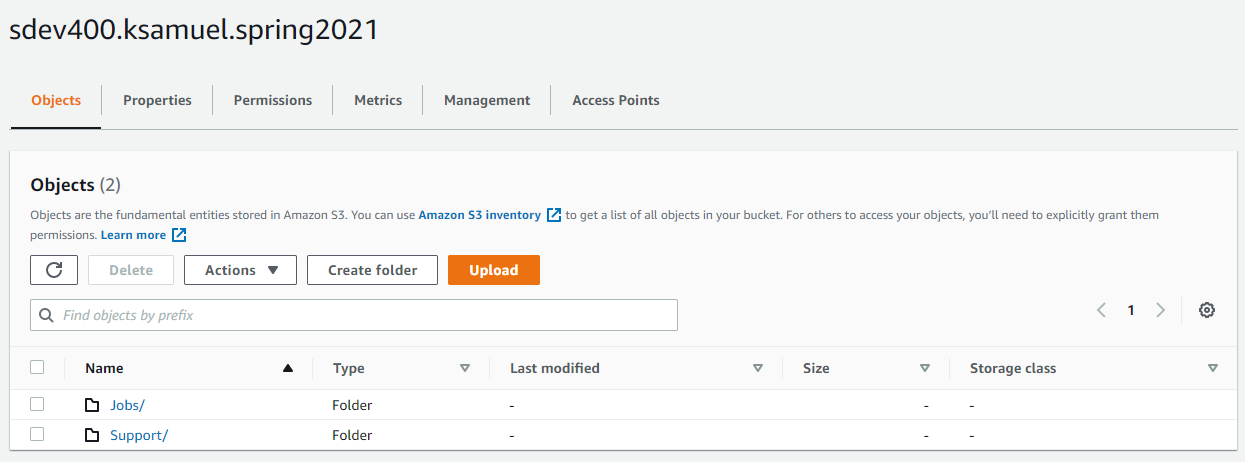 sdev400.ksamuel.spring2021
Objects Properties Permissions Metrics Management Access Points
Objects (2)
Objects are the fundamental entities stored in Amazon S3. You can use Amazon S3 inventory to get a list of all objects in your bucket. For others to access your objects, you'll need to explicitly grant them
permissions. Learn more
Delete Actions Create folder Upload
Find objects by prefix 1
Name Type Last modified Size Storage class
Jobs/ Folder - - -
Support/ Folder - - -